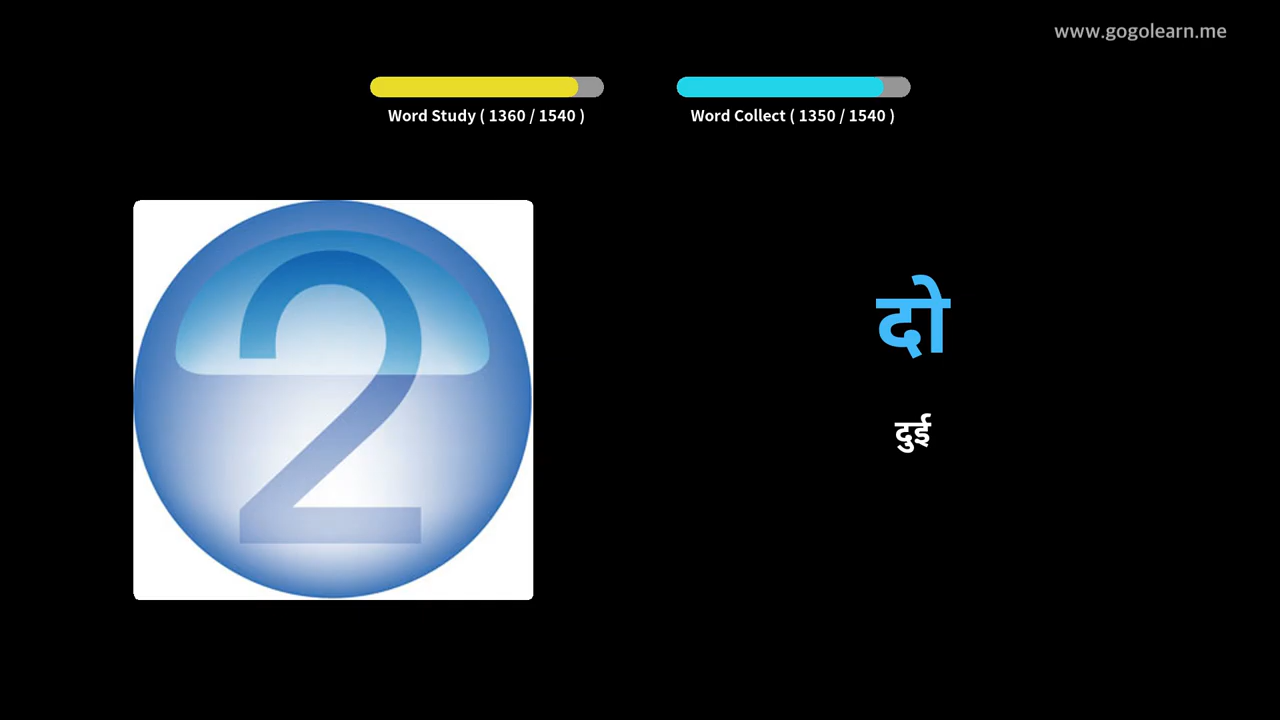 www.gogolearn.me
Word Study ( 1360 / 1540 )
Word Collect ( 1350 / 1540 )
2
दो
दुई